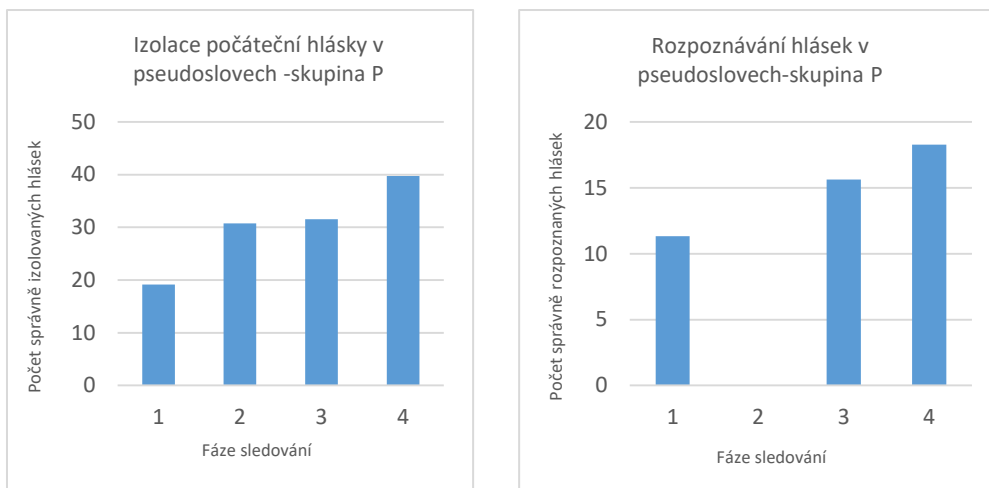 Izolace počáteční hlásky v
pseudoslovech -skupina P
Počet správně izolovaných hlásek
50
40
30
20
10
0
1 2 3 4
Fáze sledování
Rozpoznávání hlásek v
pseudoslovech-skupina P
Počet správně rozpoznaných hlásek
20
15
10
5
0
1 2 3 4
Fáze sledování